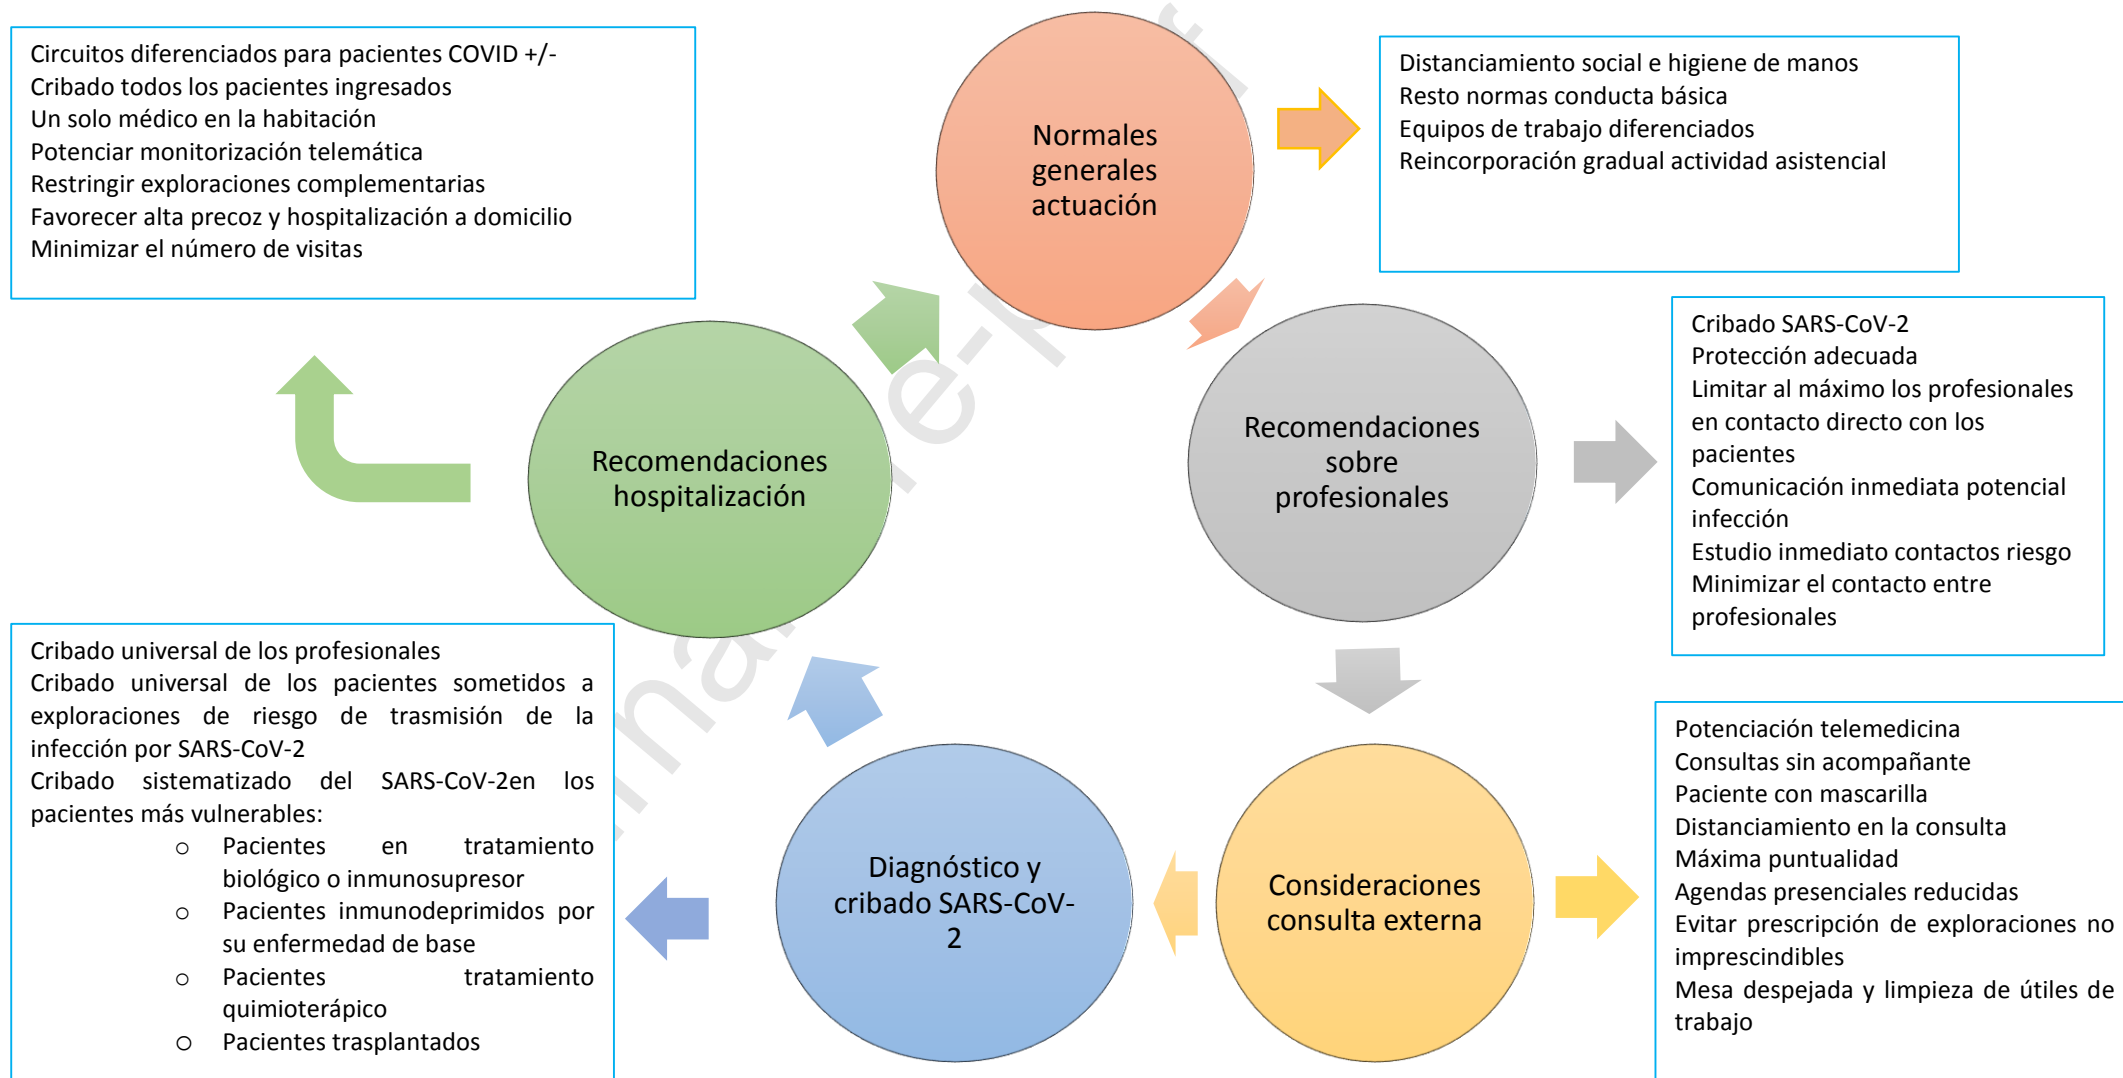 Circuitos diferenciados para pacientes COVID +/-
Cribado todos los pacientes ingresados
Un solo médico en la habitación
Potenciar monitorización telemática
Restringir exploraciones complementarias
Favorecer alta precoz y hospitalización a domicilio
Minimizar el número de visitas
Normales
generales
actuación
Distanciamiento social e higiene de manos
Resto normas conducta básica
Equipos de trabajo diferenciados
Reincorporación gradual actividad asistencial
Recomendaciones
hospitalización
Recomendaciones
sobre
profesionales
Cribado SARS-CoV-2
Protección adecuada
Limitar al máximo los profesionales
en contacto directo con los
pacientes
Comunicación inmediata potencial
infección
Estudio inmediato contactos riesgo
Minimizar el contacto entre
profesionales
Cribado universal de los profesionales
Cribado universal de los pacientes sometidos a
exploraciones de riesgo de trasmisión de la
infección por SARS-CoV-2
Cribado sistematizado del SARS-CoV-2en los
pacientes más vulnerables:
o Pacientes en tratamiento
biológico o inmunosupresor
o Pacientes inmunodeprimidos por
su enfermedad de base
o Pacientes tratamiento
quimioterápico
o Pacientes trasplantados
Diagnóstico y
cribado SARS-CoV-
2
Consideraciones
consulta externa
Potenciación telemedicina
Consultas sin acompañante
Paciente con mascarilla
Distanciamiento en la consulta
Máxima puntualidad
Agendas presenciales reducidas
Evitar prescripción de exploraciones no
imprescindibles
Mesa despejada y limpieza de útiles de
trabajo